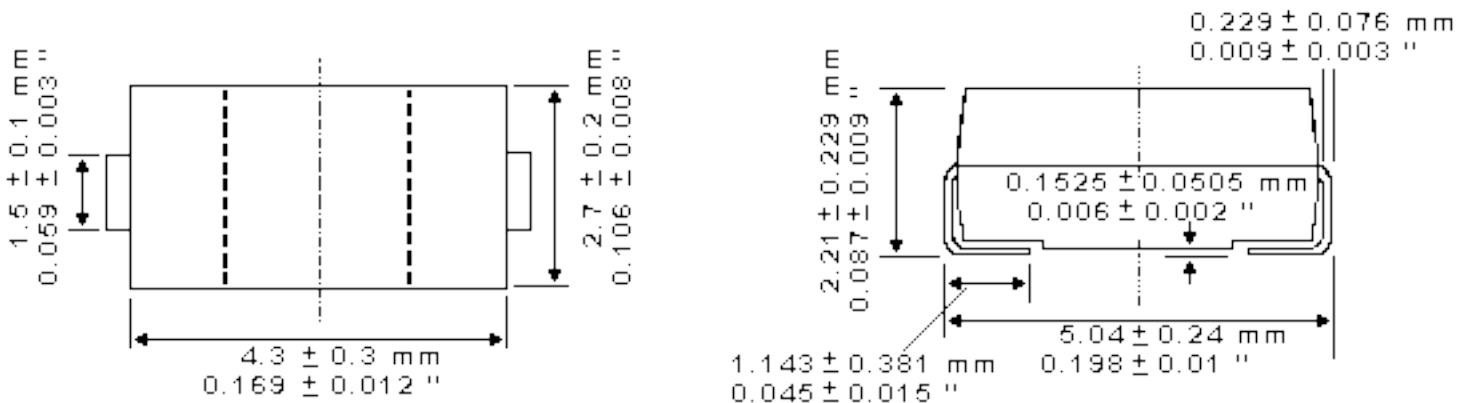 1.5 ± 0.1 mm
0.059 ± 0.003 "
2.7 ± 0.2 mm
0.106 ± 0.008 "
4.3 ± 0.3 mm
0.169 ± 0.012 "
0.229 ± 0.076 mm
0.009 ± 0.003 "
2.21 ± 0.229 mm
0.087 ± 0.009 "
0.1525 ± 0.0505 mm
0.006 ± 0.002 "
5.04 ± 0.24 mm
0.198 ± 0.01 "
1.143 ± 0.381 mm
0.045 ± 0.015 "